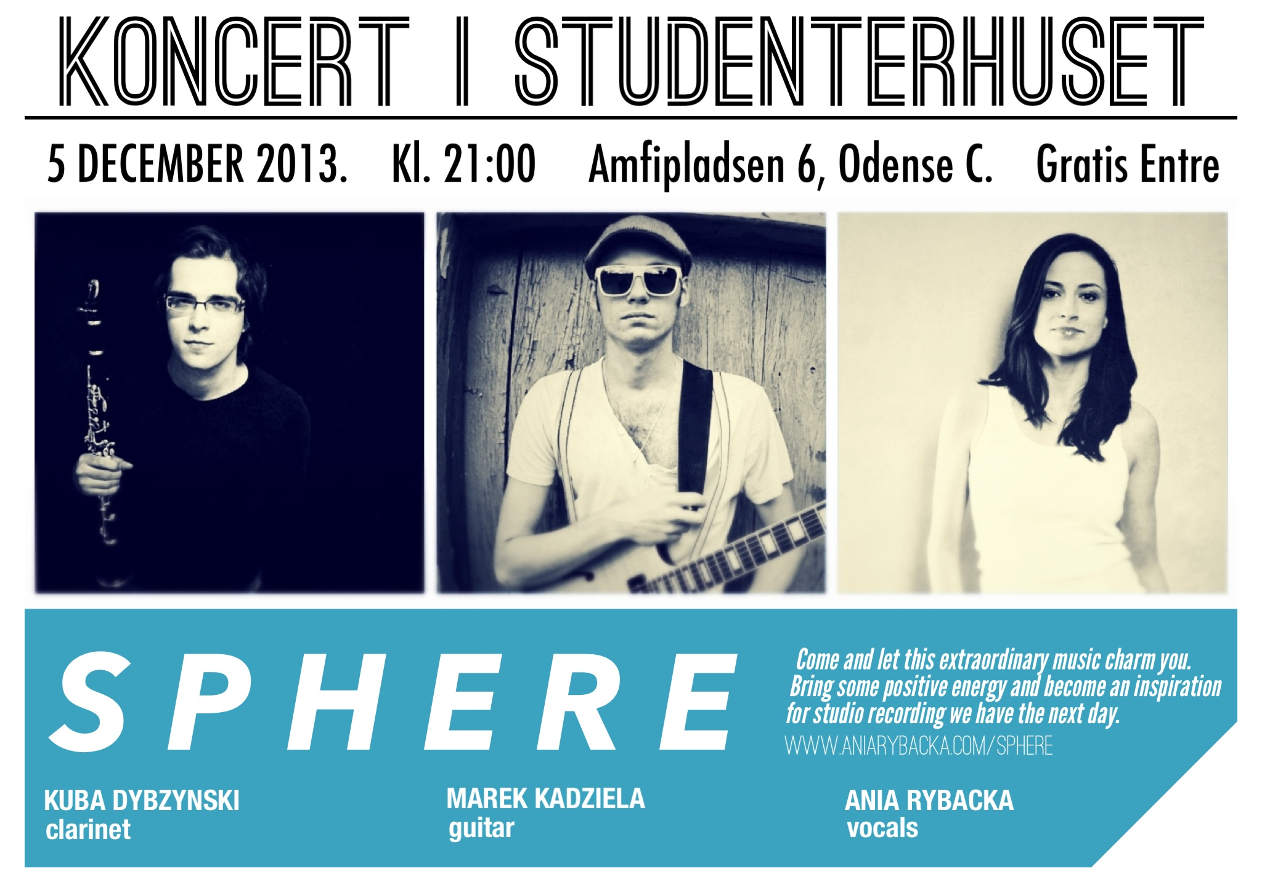 KONCERT I STUDENTERHUSET
5 DECEMBER 2013. Kl. 21:00 Amfipladsen 6, Odense C. Gratis Entre
SPHERE
Come and let this extraordinary music charm you.
Bring some positive energy and become an inspiration
for studio recording we have the next day.
WWW.ANIARYBACKA.COM/SPHERE
KUBA DYBZYNSKI
clarinet
MAREK KADZIELA
guitar
ANIA RYBACKA
vocals